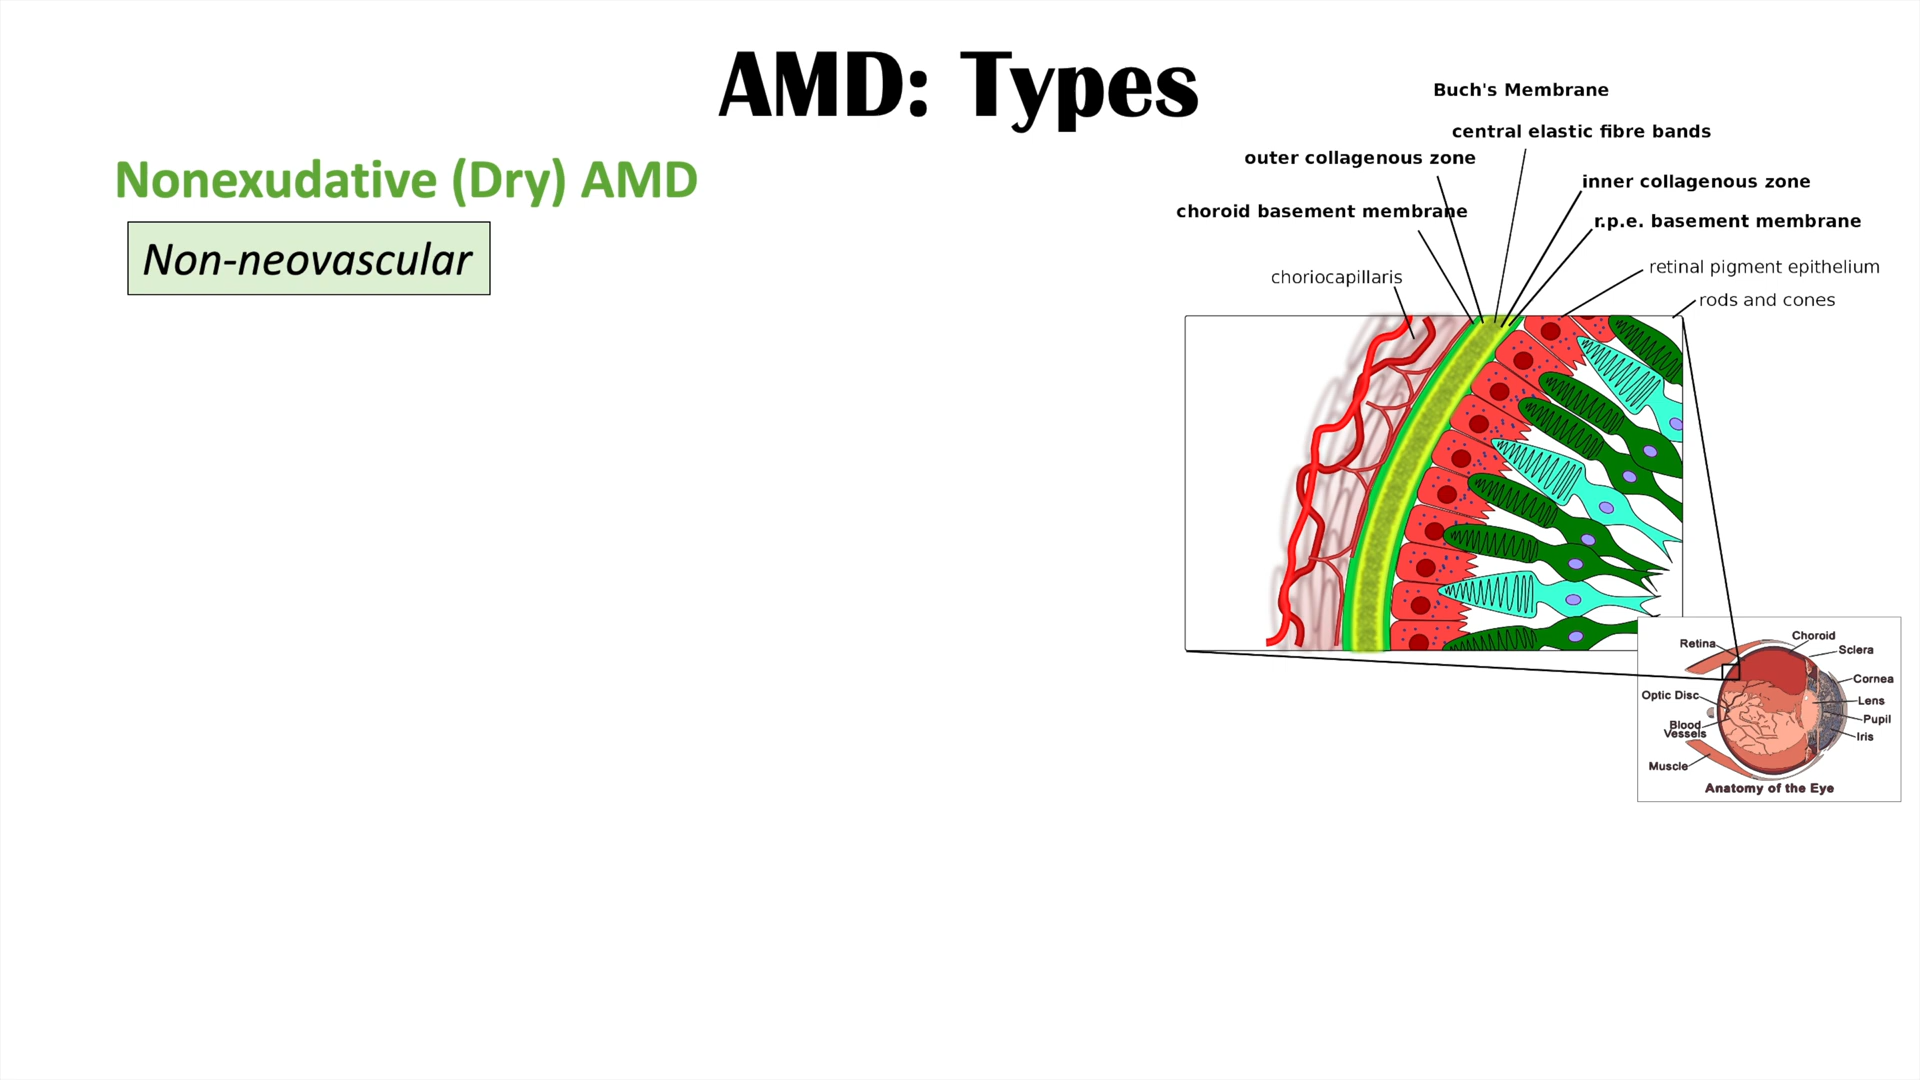 AMD: Types
Nonexudative (Dry) AMD
Non-neovascular
Buch's Membrane
central elastic fibre bands
outer collagenous zone
inner collagenous zone
choroid basement membrane
r.p.e. basement membrane
choriocapillaris
retinal pigment epithelium
rods and cones
Retina
Choroid
Sclera
Cornea
Optic Disc
Lens
Pupil
Blood
Vessels
Iris
Muscle
Anatomy of the Eye